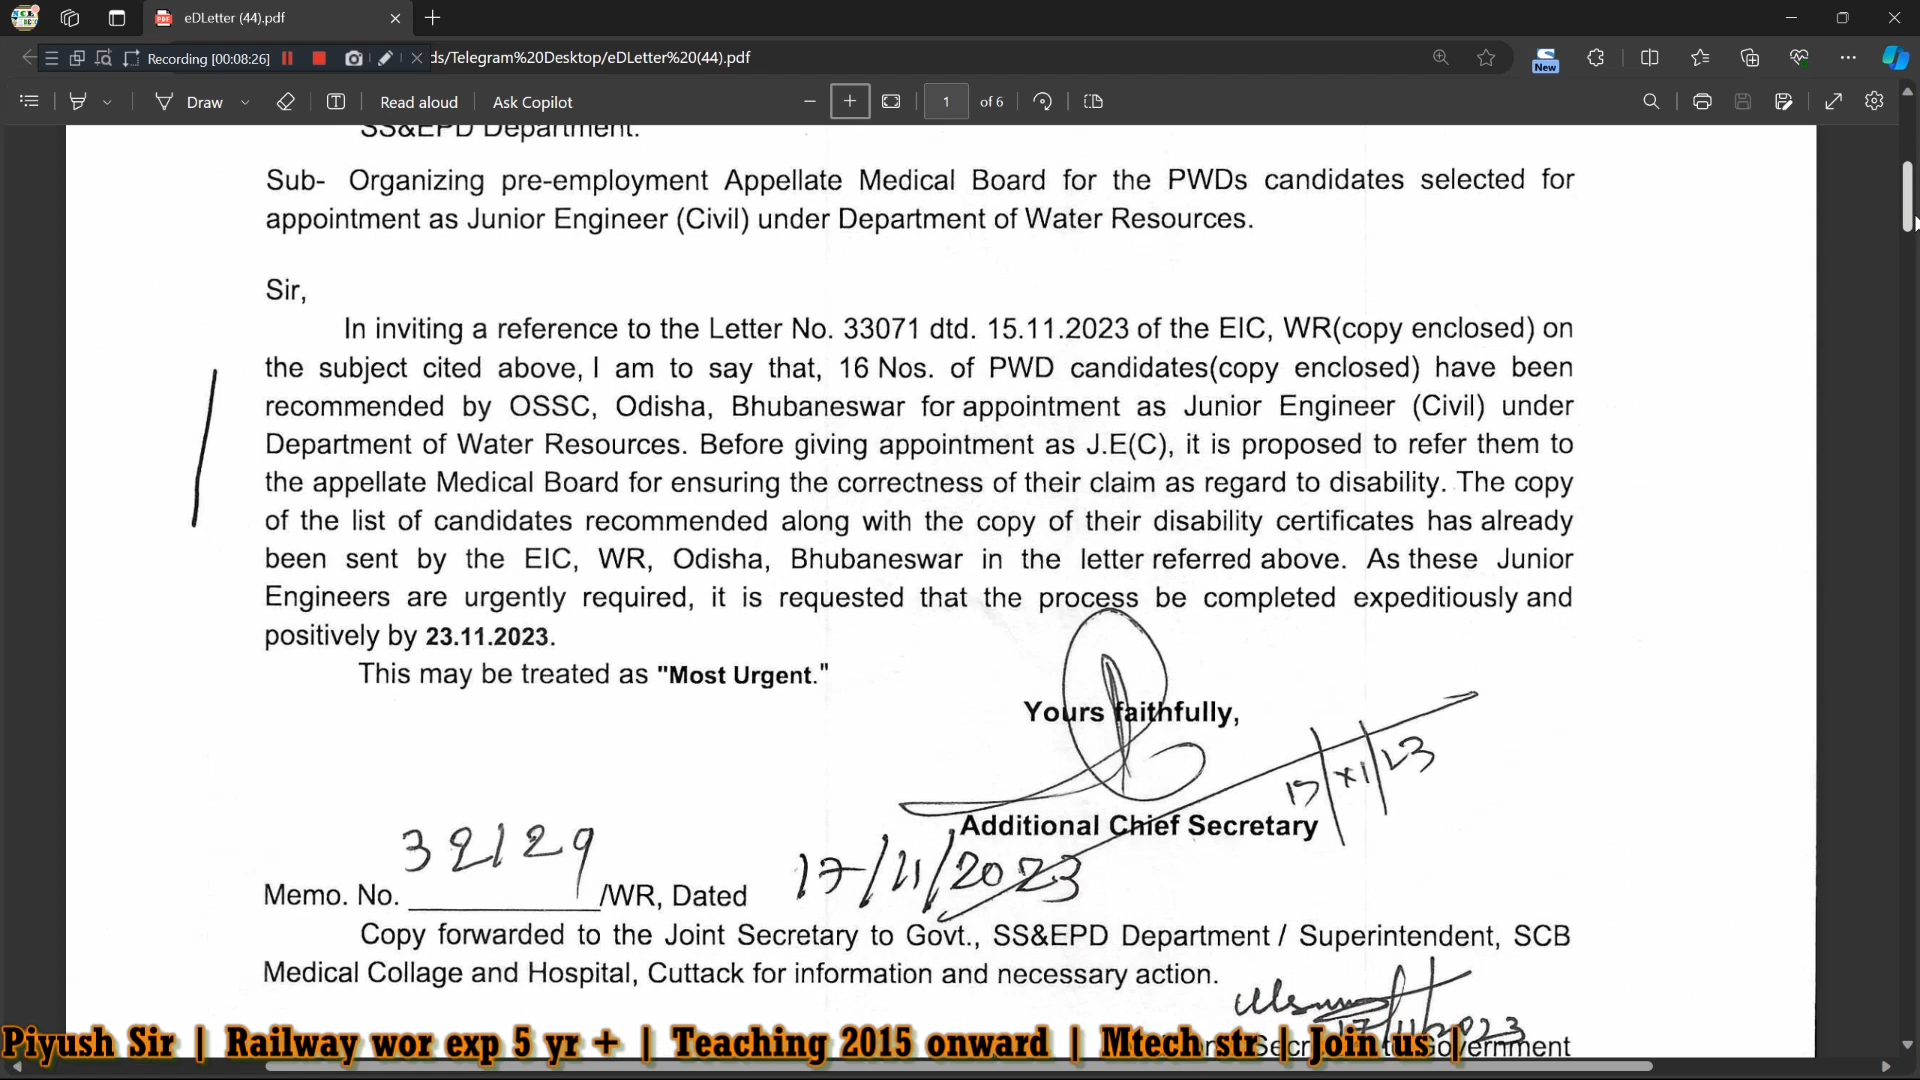 eDLetter (44).pdf
Recording [00:08:26]
ds/Telegram%20Desktop/eDLetter%20(44).pdf
New
Draw
Read aloud
Ask Copilot
1 of 6
SS&EPD Department.
Sub- Organizing pre-employment Appellate Medical Board for the PWDs candidates selected for
appointment as Junior Engineer (Civil) under Department of Water Resources.
Sir,
In inviting a reference to the Letter No. 33071 dtd. 15.11.2023 of the EIC, WR(copy enclosed) on
the subject cited above, I am to say that, 16 Nos. of PWD candidates(copy enclosed) have been
recommended by OSSC, Odisha, Bhubaneswar for appointment as Junior Engineer (Civil) under
Department of Water Resources. Before giving appointment as J.E(C), it is proposed to refer them to
the appellate Medical Board for ensuring the correctness of their claim as regard to disability. The copy
of the list of candidates recommended along with the copy of their disability certificates has already
been sent by the EIC, WR, Odisha, Bhubaneswar in the letter referred above. As these Junior
Engineers are urgently required, it is requested that the process be completed expeditiously and
positively by 23.11.2023.
This may be treated as "Most Urgent."
Yours faithfully,
17/XI/23
Additional Chief Secretary
32129
17/11/2023
Memo. No. /WR, Dated
Copy forwarded to the Joint Secretary to Govt., SS&EPD Department / Superintendent, SCB
Medical Collage and Hospital, Cuttack for information and necessary action.
17/11/2023
Piyush Sir | Railway wor exp 5 yr + | Teaching 2015 onward | Mtech str | Join us |